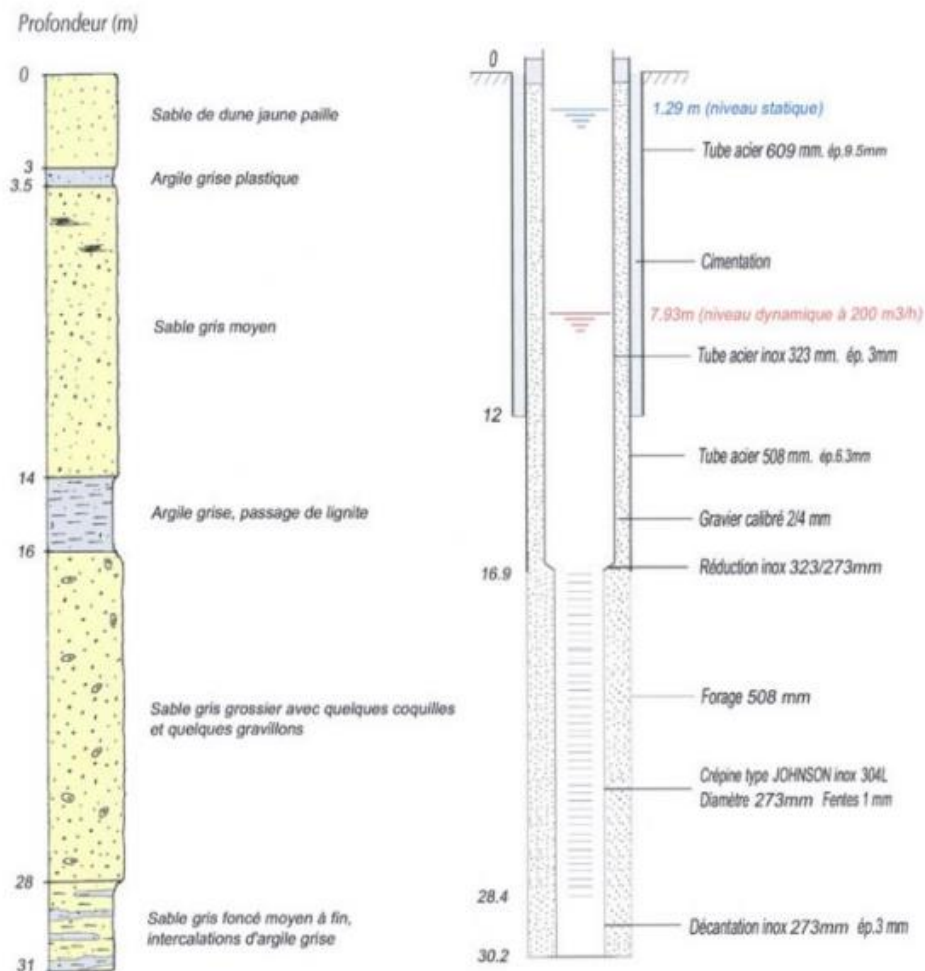 Profondeur (m)
0
Sable de dune jaune paille
3
Argile grise plastique
3.5
Sable gris moyen
14
Argile grise, passage de lignite
16
Sable gris grossier avec quelques coquilles
et quelques gravillons
28
Sable gris foncé moyen à fin,
intercalations d'argile grise
31
0
1.29 m (niveau statique)
Tube acier 609 mm. ép.9.5mm
Cimentation
7.93m (niveau dynamique à 200 m3/h)
Tube acier inox 323 mm. ép. 3mm
12
Tube acier 508 mm. ép.6.3mm
Gravier calibré 2/4 mm
16.9
Réduction inox 323/273mm
Forage 508 mm
Crépine type JOHNSON inox 304L
Diamètre 273mm Fentes 1 mm
28.4
Décantation inox 273mm ép.3 mm
30.2